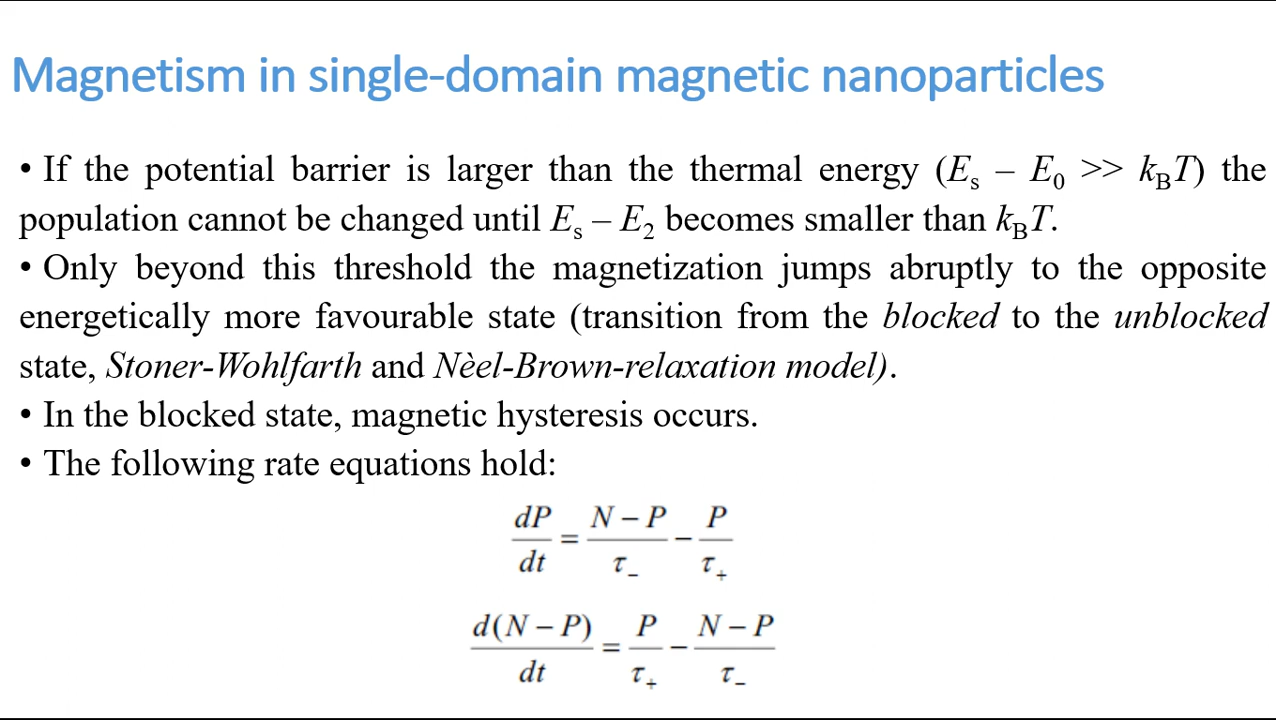 Magnetism in single-domain magnetic nanoparticles
• If the potential barrier is larger than the thermal energy (Es – E0 >> kBT) the
population cannot be changed until Es – E2 becomes smaller than kBT.
• Only beyond this threshold the magnetization jumps abruptly to the opposite
energetically more favourable state (transition from the blocked to the unblocked
state, Stoner-Wohlfarth and Nèel-Brown-relaxation model).
• In the blocked state, magnetic hysteresis occurs.
• The following rate equations hold:
dP/dt = (N – P)/τ₋ – P/τ₊
d(N – P)/dt = P/τ₊ – (N – P)/τ₋